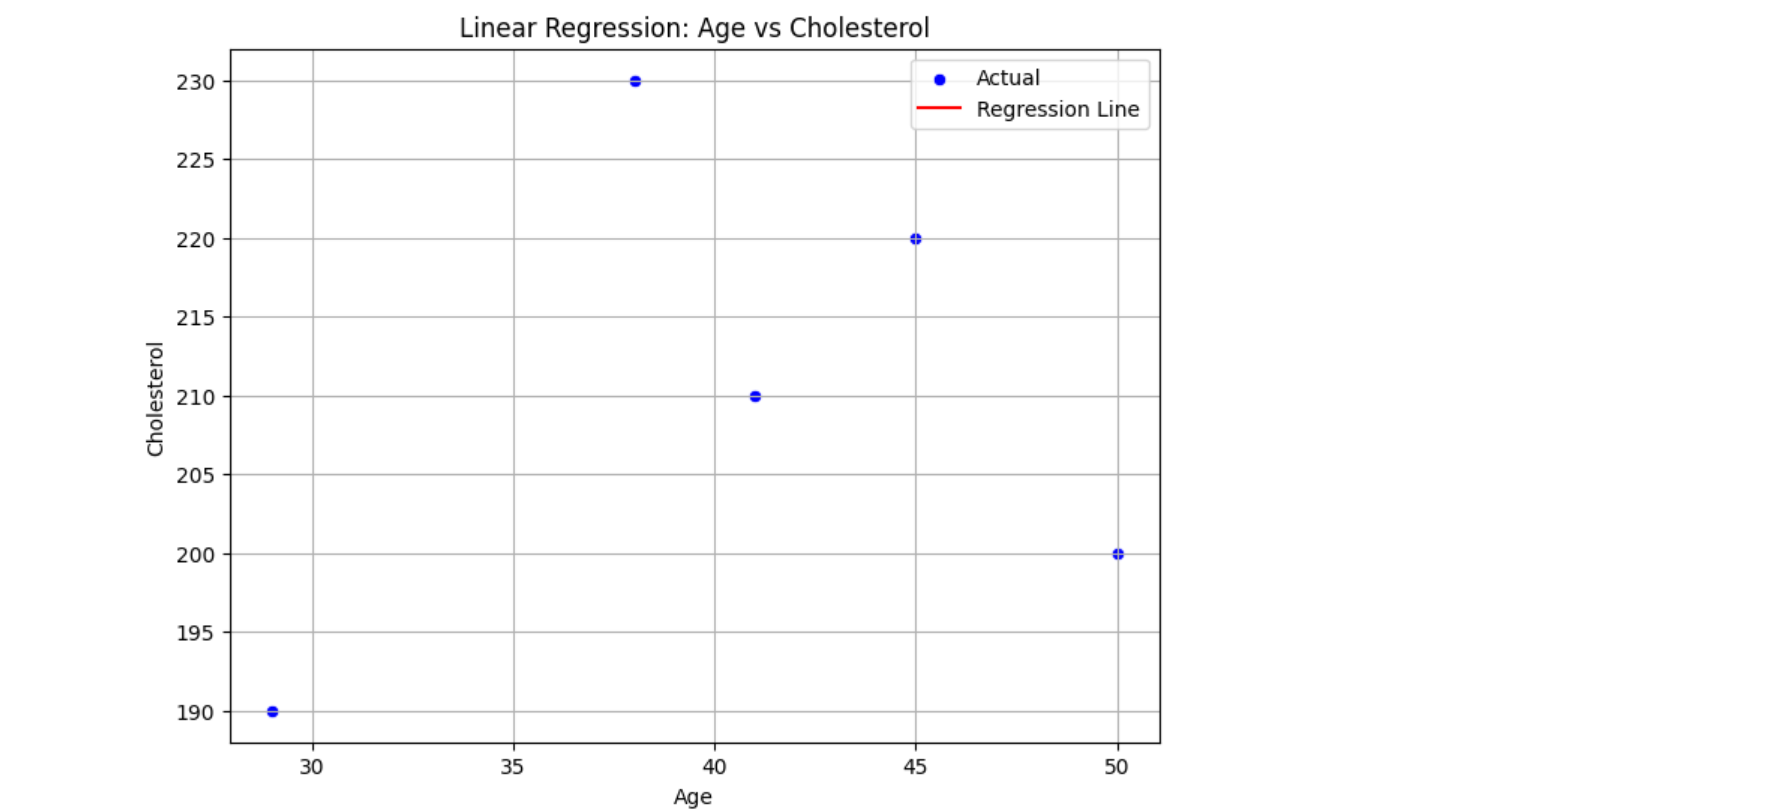 Linear Regression: Age vs Cholesterol
Actual
Regression Line
230
225
220
215
210
205
200
195
190
Cholesterol
30 35 40 45 50
Age